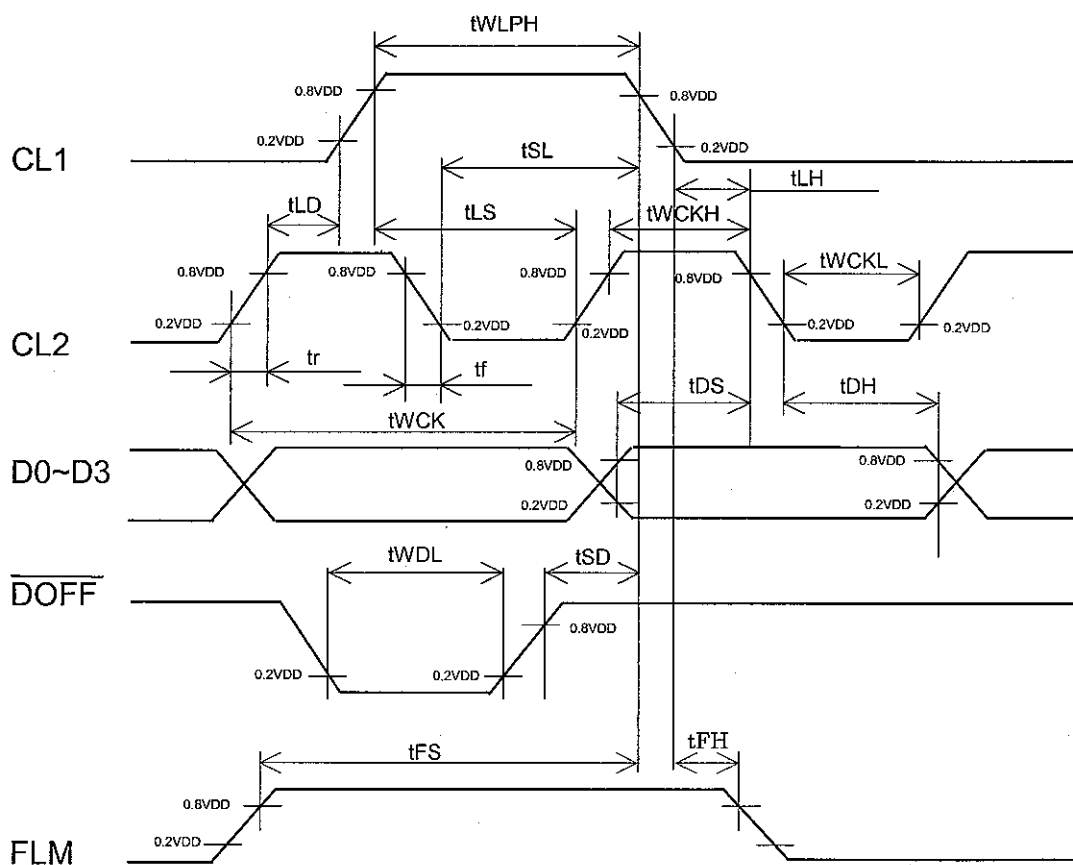 tWLPH
0.8VDD 0.8VDD
0.2VDD 0.2VDD
CL1
tSL
tLH
tLD tLS tWCKH
0.8VDD 0.8VDD 0.8VDD 0.8VDD tWCKL
0.2VDD 0.2VDD 0.2VDD 0.2VDD 0.2VDD
CL2
tr tf
tDS tDH
tWCK
D0~D3
0.8VDD 0.8VDD
0.2VDD 0.2VDD
tWDL tSD
DOFF
0.8VDD
0.2VDD 0.2VDD
tFS tFH
0.8VDD
0.2VDD
FLM